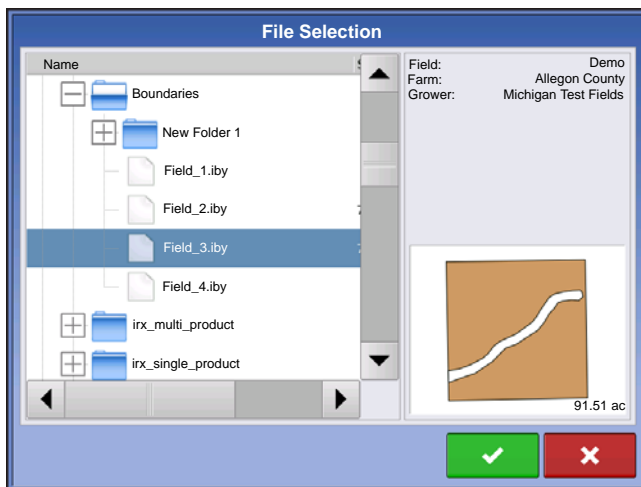 File Selection
Name
Boundaries
New Folder 1
Field_1.iby
Field_2.iby
Field_3.iby
Field_4.iby
irx_multi_product
irx_single_product
Field: Demo
Farm: Allegon County
Grower: Michigan Test Fields
91.51 ac